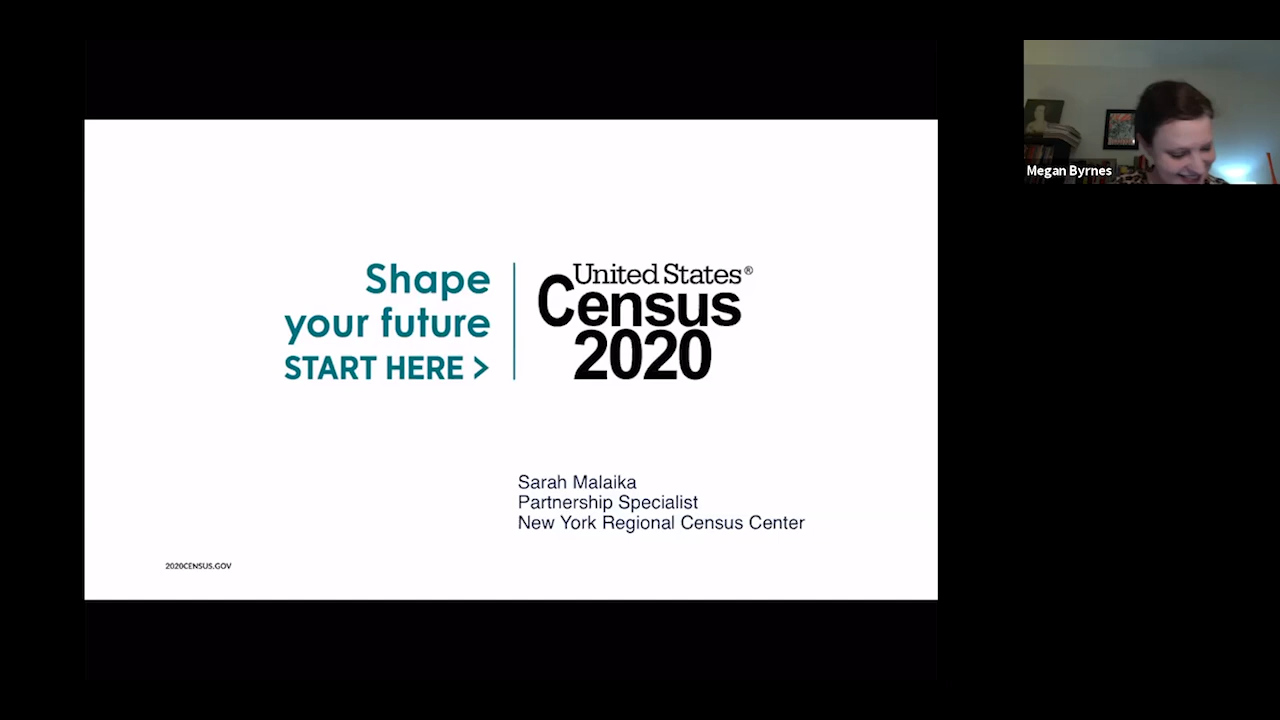 Shape
your future
START HERE >
United States®
Census
2020
Sarah Malaika
Partnership Specialist
New York Regional Census Center
2020CENSUS.GOV
Megan Byrnes